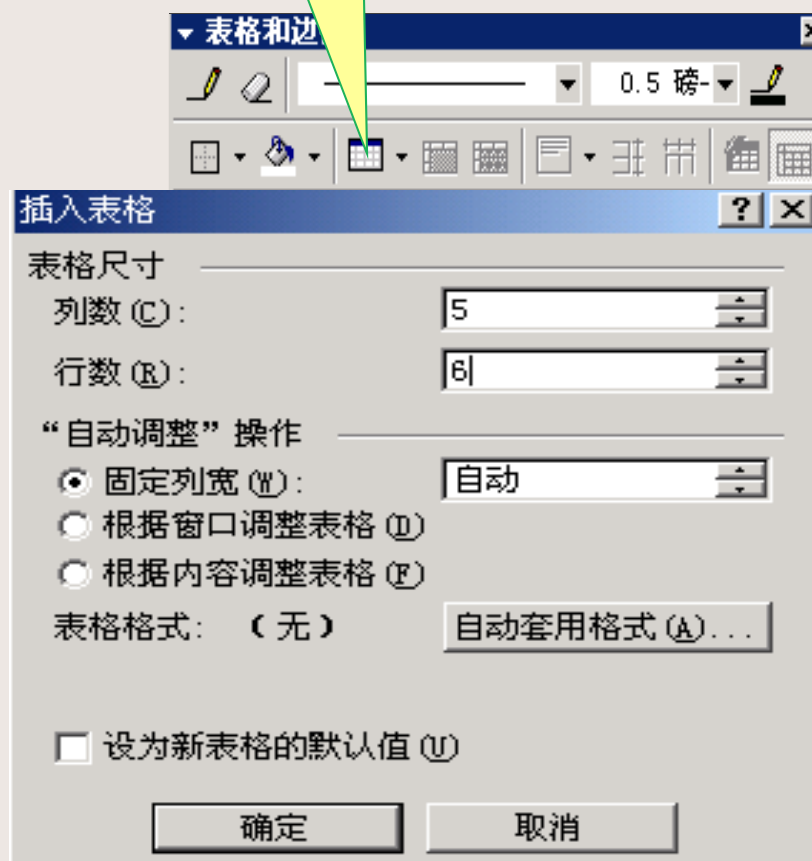 表格和边
0.5 磅
插入表格
表格尺寸
列数(C): 5
行数(R): 6
“自动调整”操作
固定列宽(W): 自动
根据窗口调整表格(D)
根据内容调整表格(F)
表格格式: (无) 自动套用格式(A)...
设为新表格的默认值(U)
确定 取消